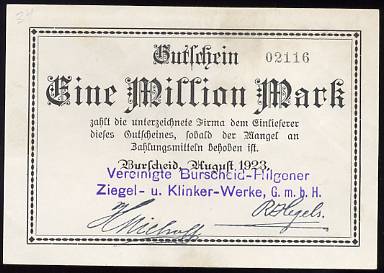 Gutschein 02116
Eine Million Mark
zahlt die unterzeichnete Firma dem Einlieferer
dieses Gutscheines, sobald der Mangel an
Zahlungsmitteln behoben ist.
Burscheid, August 1923.
Vereinigte Burscheid-Hilgener
Ziegel- u. Klinker-Werke, G. m. b. H.